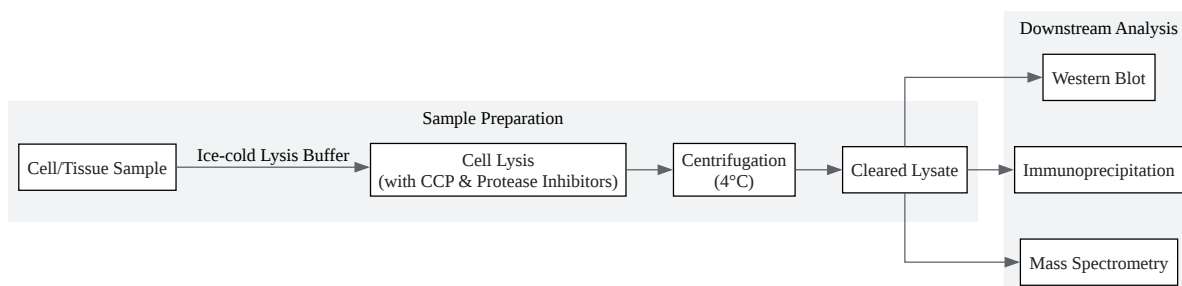 Downstream Analysis
Western Blot
Sample Preparation
Cell/Tissue Sample
Ice-cold Lysis Buffer
Cell Lysis
(with CCP & Protease Inhibitors)
Centrifugation
(4°C)
Cleared Lysate
Immunoprecipitation
Mass Spectrometry